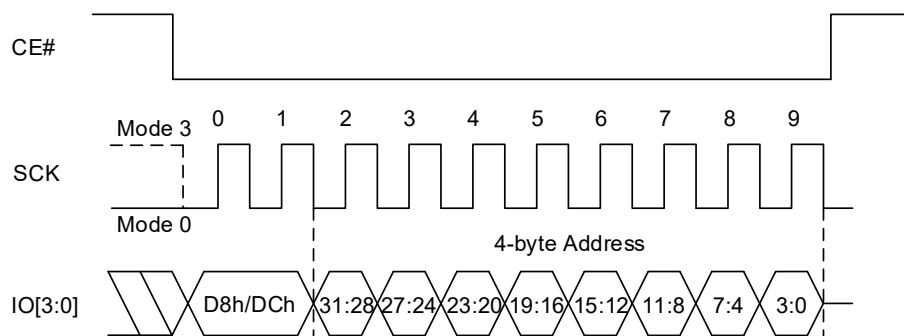 CE#
0 1 2 3 4 5 6 7 8 9
Mode 3
SCK
Mode 0
4-byte Address
IO[3:0] D8h/DCh 31:28 27:24 23:20 19:16 15:12 11:8 7:4 3:0